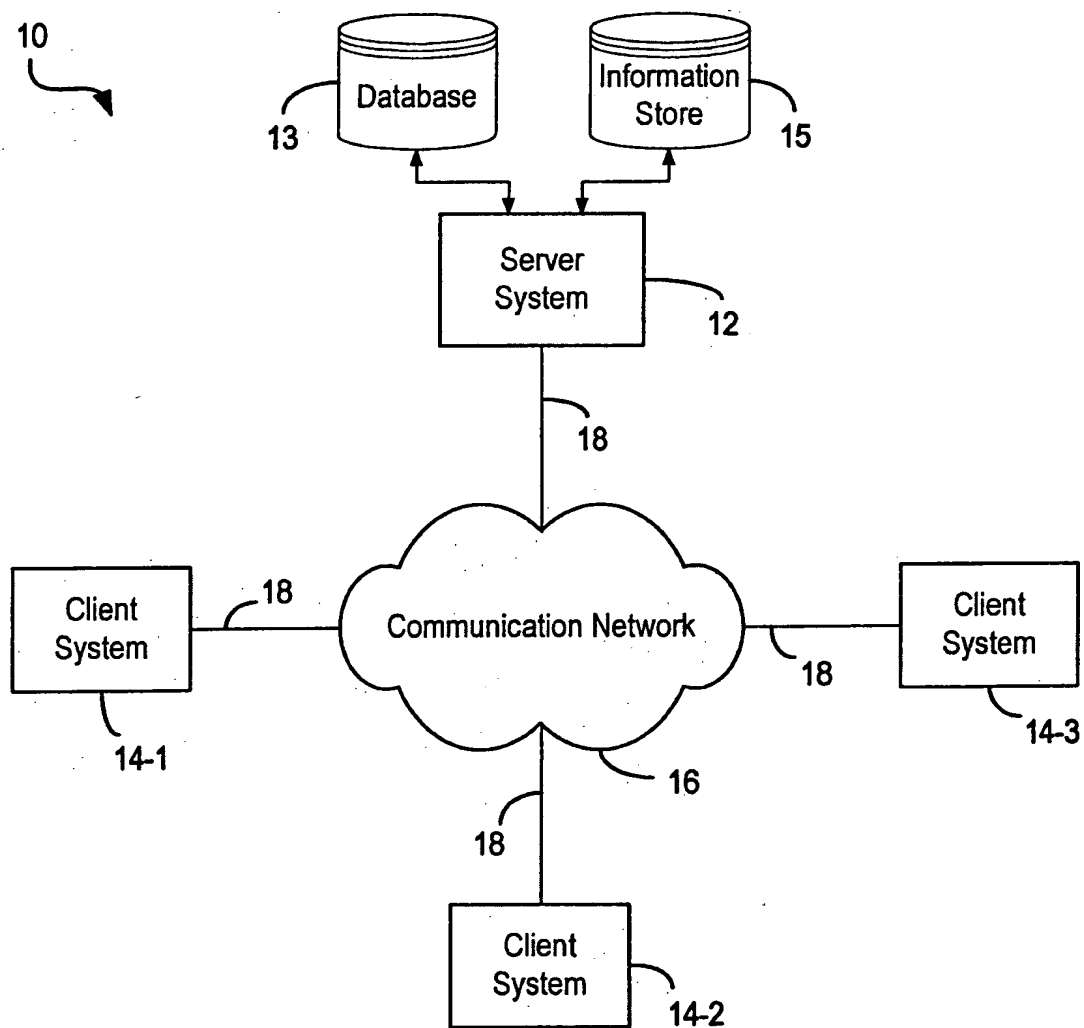 10
Database
Information
Store
13
15
Server
System
12
18
Client
System
18
Communication Network
Client
System
18
14-1
14-3
16
18
Client
System
14-2